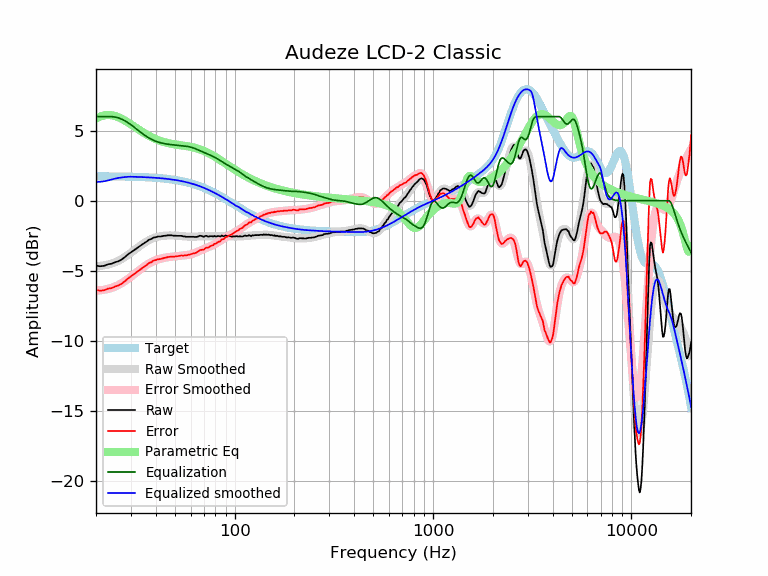 Audeze LCD-2 Classic
Amplitude (dBr)
5
0
−5
−10
−15
−20
Target
Raw Smoothed
Error Smoothed
Raw
Error
Parametric Eq
Equalization
Equalized smoothed
100
1000
10000
Frequency (Hz)